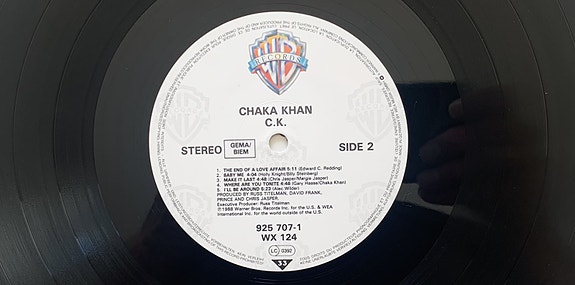 WB
RECORDS
CHAKA KHAN
C.K.
STEREO
GEMA/
BIEM
SIDE 2
1. THE END OF A LOVE AFFAIR 5:11 (Edward C. Redding)
2. BABY ME 4:04 (Holly Knight/Billy Steinberg)
3. MAKE IT LAST 4:48 (Chris Jasper/Margie Jasper)
4. WHERE ARE YOU TONITE 4:46 (Gary Haase/Chaka Khan)
5. I'LL BE AROUND 5:23 (Alec Wilder)
PRODUCED BY RUSS TITELMAN, DAVID FRANK,
PRINCE AND CHRIS JASPER.
Executive Producer: Russ Titelman
℗1988 Warner Bros. Records Inc. for the U.S. & WEA
International Inc. for the world outside of the U.S.
925 707-1
WX 124
LC 0392
33